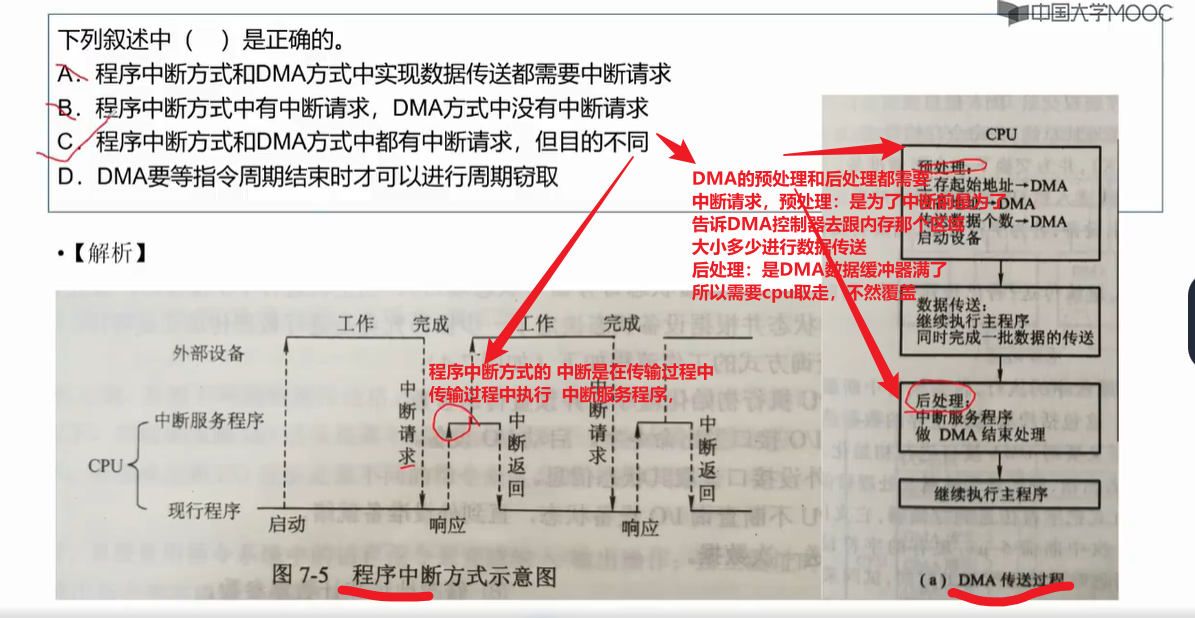 中国大学MOOC
下列叙述中（　）是正确的。
A. 程序中断方式和DMA方式中实现数据传送都需要中断请求
B. 程序中断方式中有中断请求，DMA方式中没有中断请求
C. 程序中断方式和DMA方式中都有中断请求，但目的不同
D. DMA要等指令周期结束时才可以进行周期窃取
·【解析】
DMA的预处理和后处理都需要
中断请求，预处理：是为了中断前是为了
告诉DMA控制器去跟内存那个区域
大小多少进行数据传送
后处理：是DMA数据缓冲器满了
所以需要cpu取走，不然覆盖
工作 完成 工作 完成
外部设备
程序中断方式的 中断是在传输过程中
传输过程中执行 中断服务程序，
中断请求
中断返回
中断请求
中断返回
中断服务程序
CPU
现行程序
启动 响应 响应
图 7-5 程序中断方式示意图
CPU
预处理:
主存起始地址→DMA
设备地址→DMA
传送数据个数→DMA
启动设备
数据传送:
继续执行主程序
同时完成一批数据的传送
后处理:
中断服务程序
做 DMA 结束处理
继续执行主程序
(a) DMA 传送过程